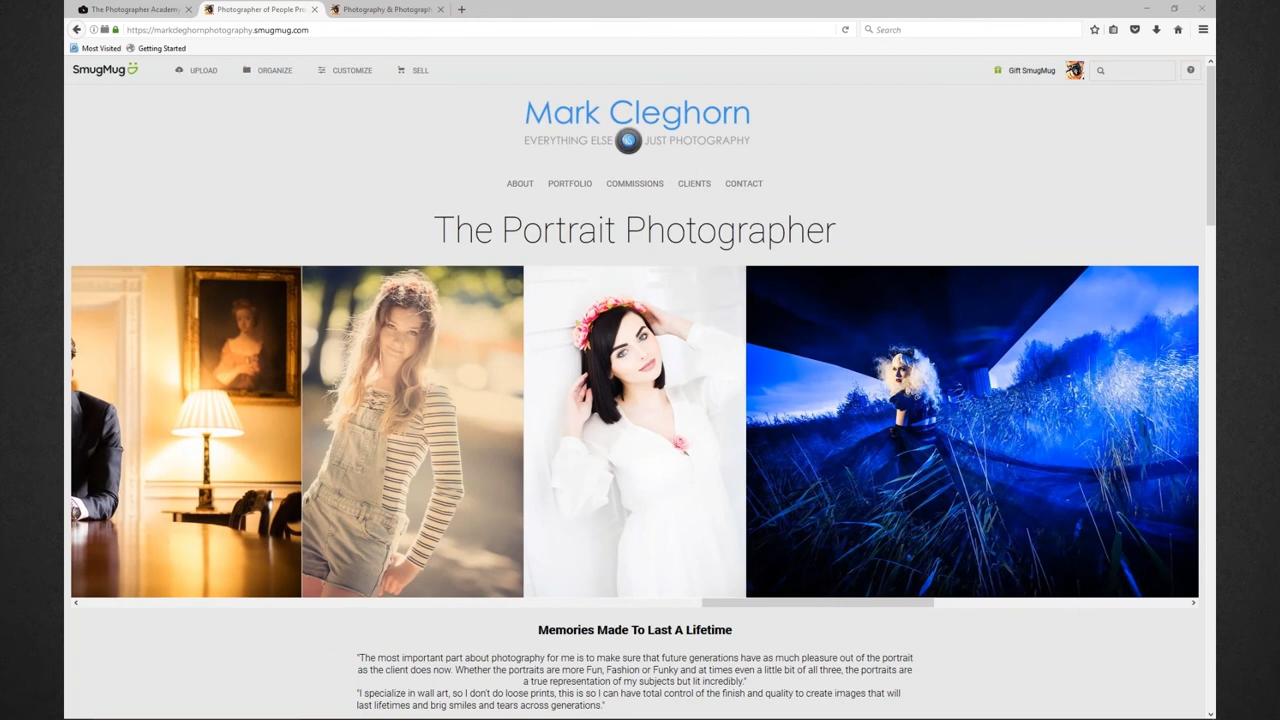 The Photographer Academy
Photographer of People Pro
Photography & Photograph
https://markcleghornphotography.smugmug.com
Search
Most Visited
Getting Started
SmugMug
UPLOAD
ORGANIZE
CUSTOMIZE
SELL
Gift SmugMug
Mark Cleghorn
EVERYTHING ELSE IS JUST PHOTOGRAPHY
ABOUT
PORTFOLIO
COMMISSIONS
CLIENTS
CONTACT
The Portrait Photographer
Memories Made To Last A Lifetime
"The most important part about photography for me is to make sure that future generations have as much pleasure out of the portrait
as the client does now. Whether the portraits are more Fun, Fashion or Funky and at times even a little bit of all three, the portraits are
a true representation of my subjects but lit incredibly."
"I specialize in wall art, so I don't do loose prints, this is so I can have total control of the finish and quality to create images that will
last lifetimes and brig smiles and tears across generations."